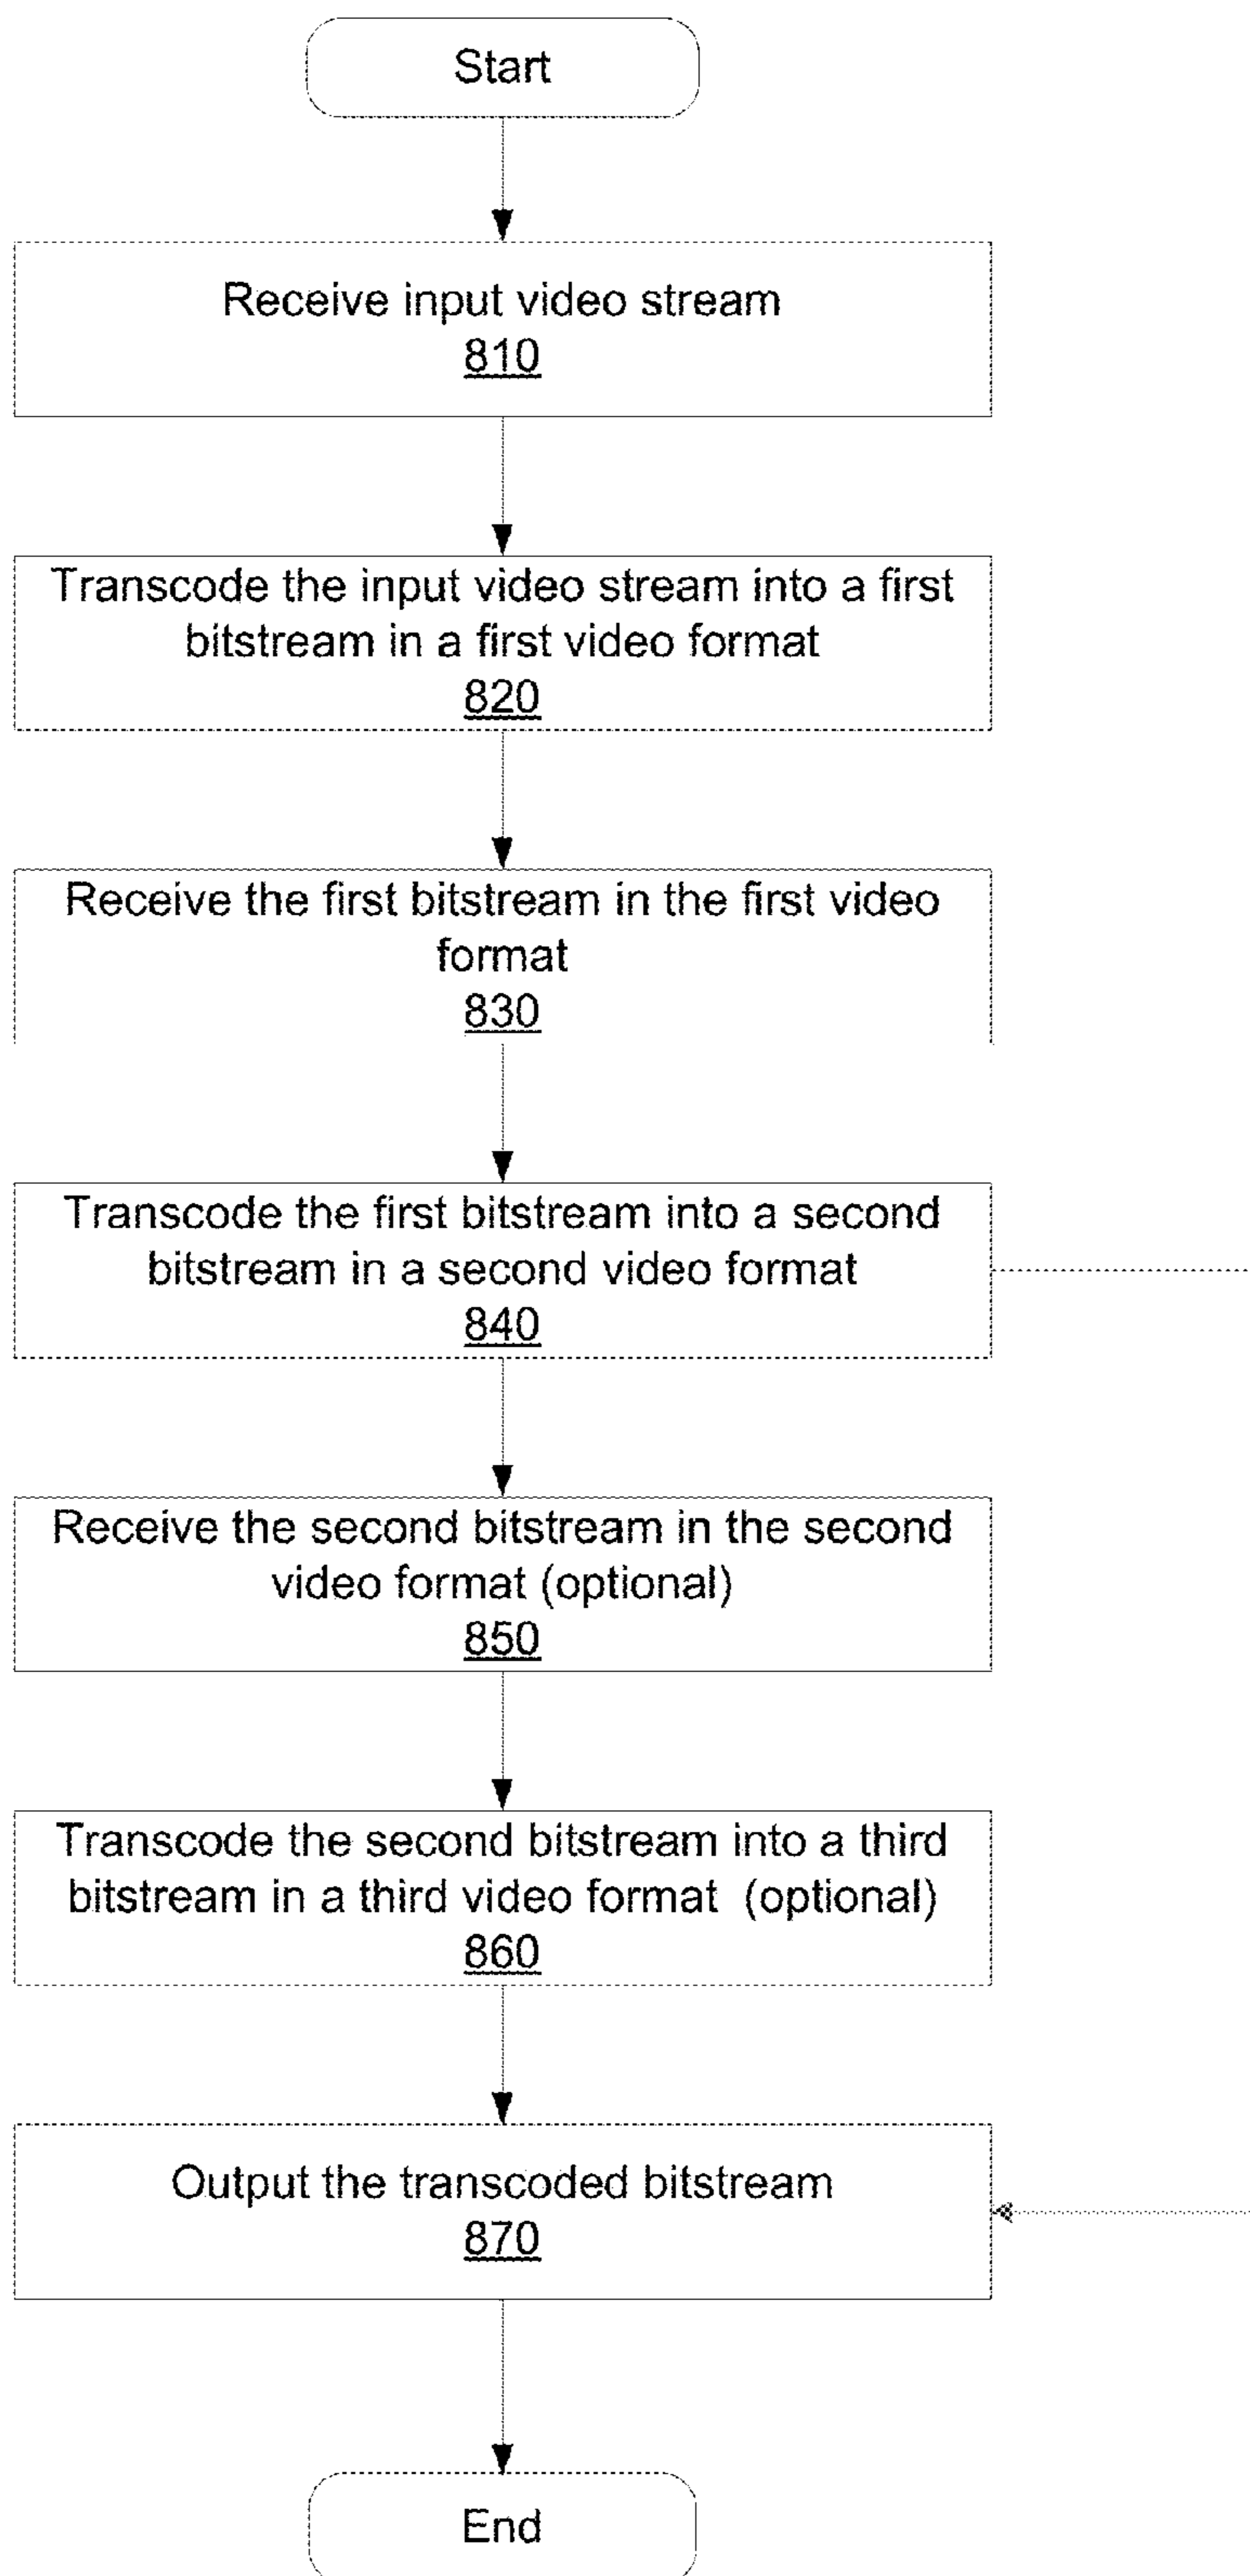 Start
Receive input video stream
810
Transcode the input video stream into a first
bitstream in a first video format
820
Receive the first bitstream in the first video
format
830
Transcode the first bitstream into a second
bitstream in a second video format
840
Receive the second bitstream in the second
video format (optional)
850
Transcode the second bitstream into a third
bitstream in a third video format (optional)
860
Output the transcoded bitstream
870
End